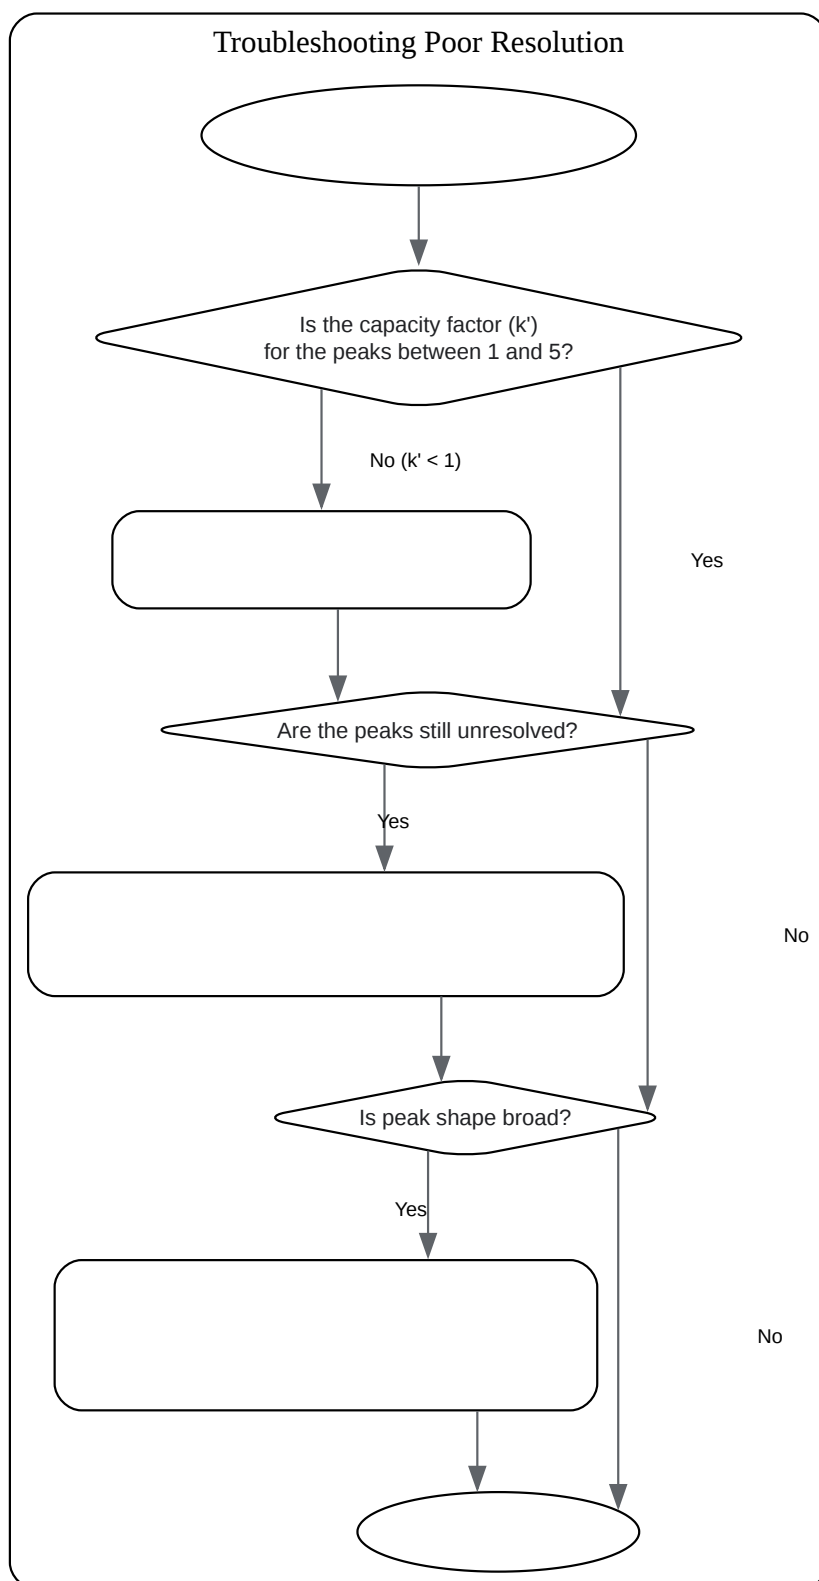 Troubleshooting Poor Resolution
Is the capacity factor (k')
for the peaks between 1 and 5?
No (k' < 1)
Yes
Are the peaks still unresolved?
Yes
No
Is peak shape broad?
Yes
No